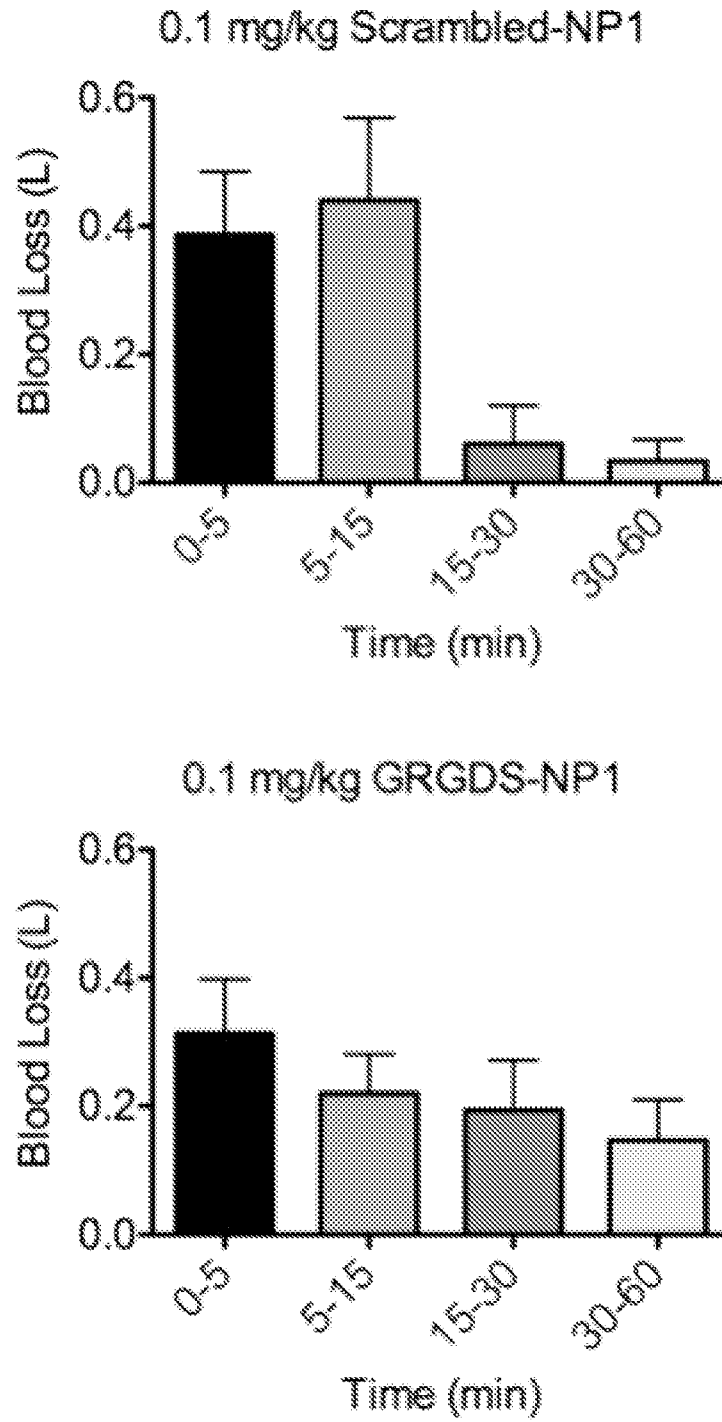 0.1 mg/kg Scrambled-NP1
Blood Loss (L)
0.6
0.4
0.2
0.0
0-5
5-15
15-30
30-60
Time (min)
0.1 mg/kg GRGDS-NP1
Blood Loss (L)
0.6
0.4
0.2
0.0
0-5
5-15
15-30
30-60
Time (min)